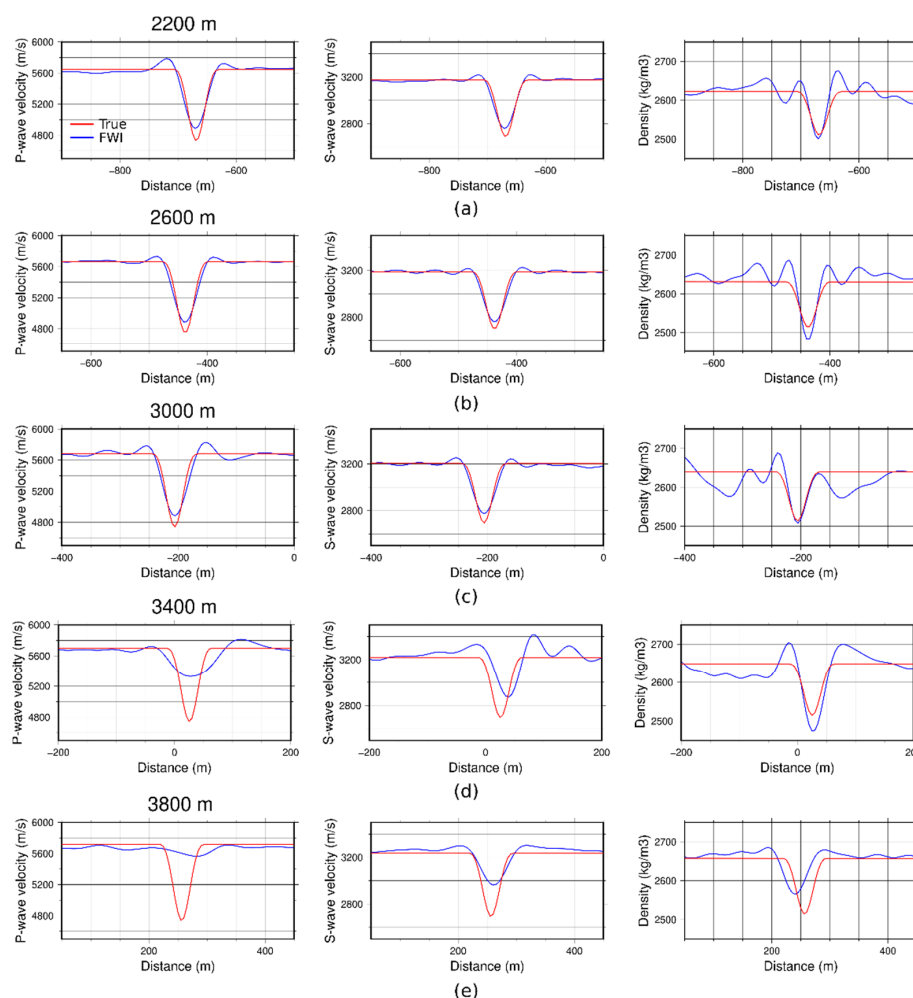 2200 m
P-wave velocity (m/s)
6000
5600
5200
4800
True
FWI
−800
−600
Distance (m)
S-wave velocity (m/s)
3200
2800
−800
−600
Distance (m)
Density (kg/m3)
2700
2600
2500
−800
−600
Distance (m)
(a)
2600 m
P-wave velocity (m/s)
6000
5600
5200
4800
−600
−400
Distance (m)
S-wave velocity (m/s)
3200
2800
−600
−400
Distance (m)
Density (kg/m3)
2700
2600
2500
−600
−400
Distance (m)
(b)
3000 m
P-wave velocity (m/s)
6000
5600
5200
4800
−400
−200
0
Distance (m)
S-wave velocity (m/s)
3200
2800
−400
−200
0
Distance (m)
Density (kg/m3)
2700
2600
2500
−400
−200
0
Distance (m)
(c)
3400 m
P-wave velocity (m/s)
6000
5600
5200
4800
−200
0
200
Distance (m)
S-wave velocity (m/s)
3200
2800
−200
0
200
Distance (m)
Density (kg/m3)
2700
2600
2500
−200
0
200
Distance (m)
(d)
3800 m
P-wave velocity (m/s)
6000
5600
5200
4800
200
400
Distance (m)
S-wave velocity (m/s)
3200
2800
200
400
Distance (m)
Density (kg/m3)
2700
2600
2500
200
400
Distance (m)
(e)